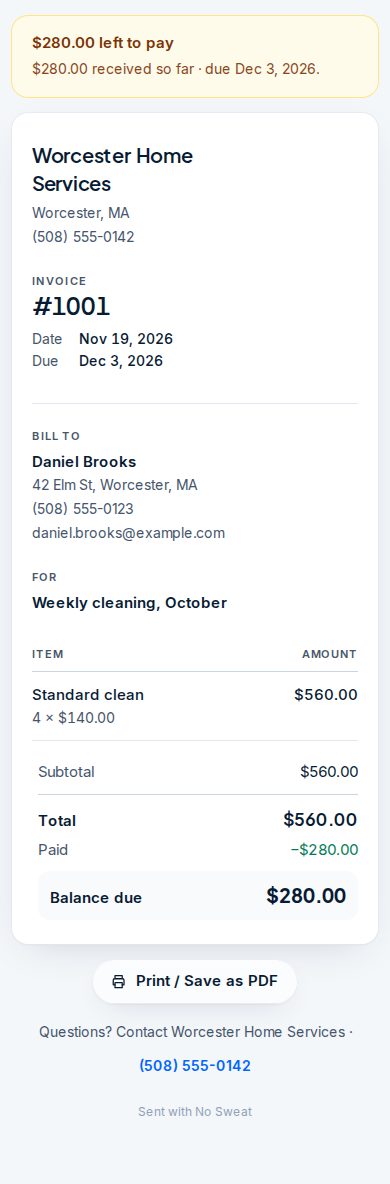 $280.00 left to pay
$280.00 received so far · due Dec 3, 2026.
Worcester Home
Services
Worcester, MA
(508) 555-0142
INVOICE
#1001
Date Nov 19, 2026
Due Dec 3, 2026
BILL TO
Daniel Brooks
42 Elm St, Worcester, MA
(508) 555-0123
daniel.brooks@example.com
FOR
Weekly cleaning, October
ITEM AMOUNT
Standard clean $560.00
4 × $140.00
Subtotal $560.00
Total $560.00
Paid −$280.00
Balance due $280.00
Print / Save as PDF
Questions? Contact Worcester Home Services ·
(508) 555-0142
Sent with No Sweat